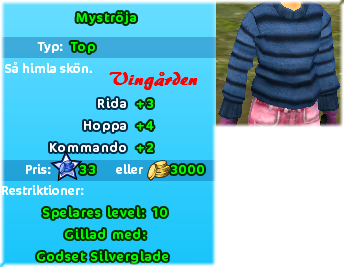 Myströja
Typ: Top
Så himla skön.
Vingården
Rida +3
Hoppa +4
Kommando +2
Pris: 33 eller 3000
Restriktioner:
Spelares level: 10
Gillad med:
Godset Silverglade